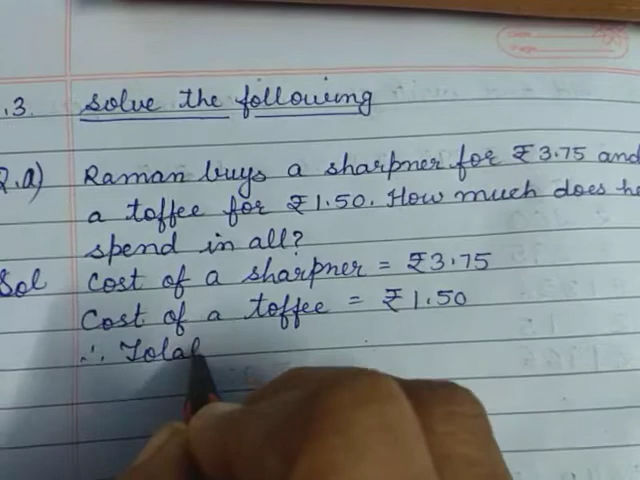 .3. Solve the following
Q.a) Raman buys a sharpner for ₹3.75 and
a toffee for ₹1.50. How much does he
spend in all?
Sol Cost of a sharpner = ₹3.75
Cost of a toffee = ₹1.50
∴ Total